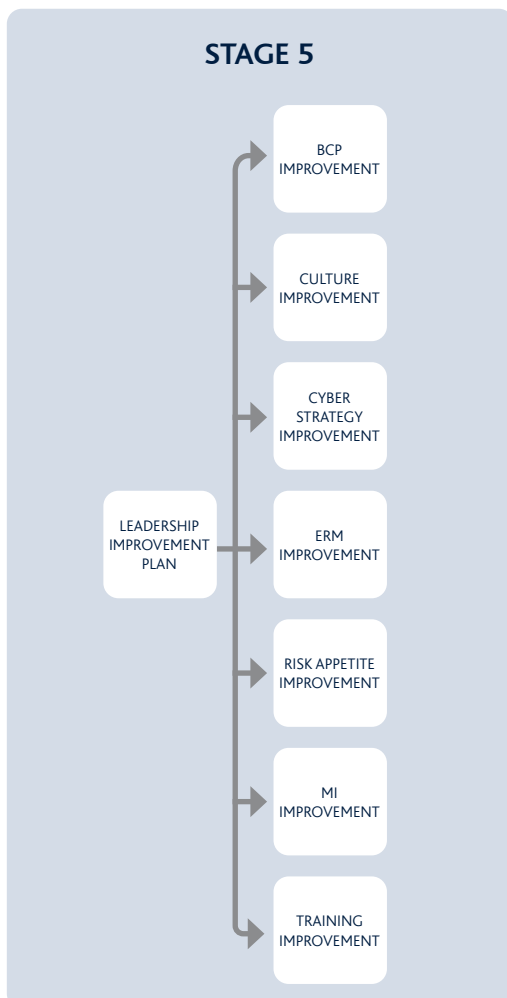 STAGE 5
BCP
IMPROVEMENT
CULTURE
IMPROVEMENT
CYBER
STRATEGY
IMPROVEMENT
LEADERSHIP
IMPROVEMENT
PLAN
ERM
IMPROVEMENT
RISK APPETITE
IMPROVEMENT
MI
IMPROVEMENT
TRAINING
IMPROVEMENT